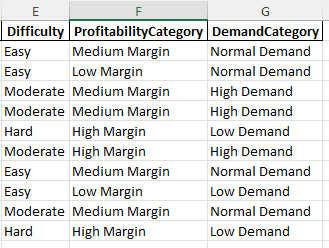 E F G
Difficulty ProfitabilityCategory DemandCategory
Easy Medium Margin Normal Demand
Easy Low Margin Normal Demand
Moderate Medium Margin High Demand
Moderate High Margin Low Demand
Hard High Margin Low Demand
Moderate High Margin High Demand
Easy Medium Margin Normal Demand
Easy Low Margin Low Demand
Moderate Medium Margin Normal Demand
Hard High Margin Low Demand